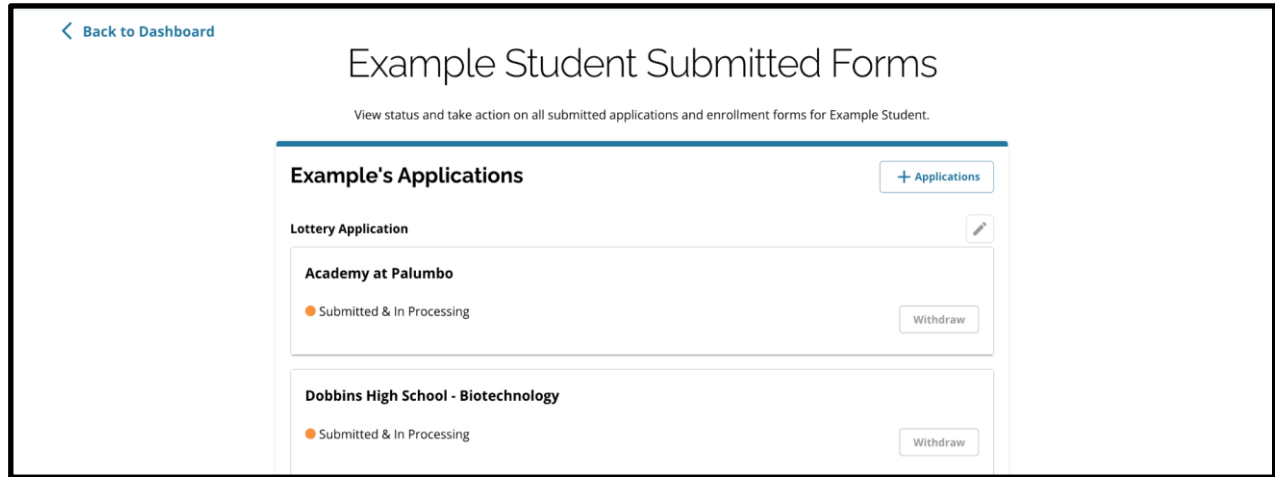 Back to Dashboard
Example Student Submitted Forms
View status and take action on all submitted applications and enrollment forms for Example Student.
Example's Applications
+ Applications
Lottery Application
Academy at Palumbo
Submitted & In Processing
Withdraw
Dobbins High School - Biotechnology
Submitted & In Processing
Withdraw